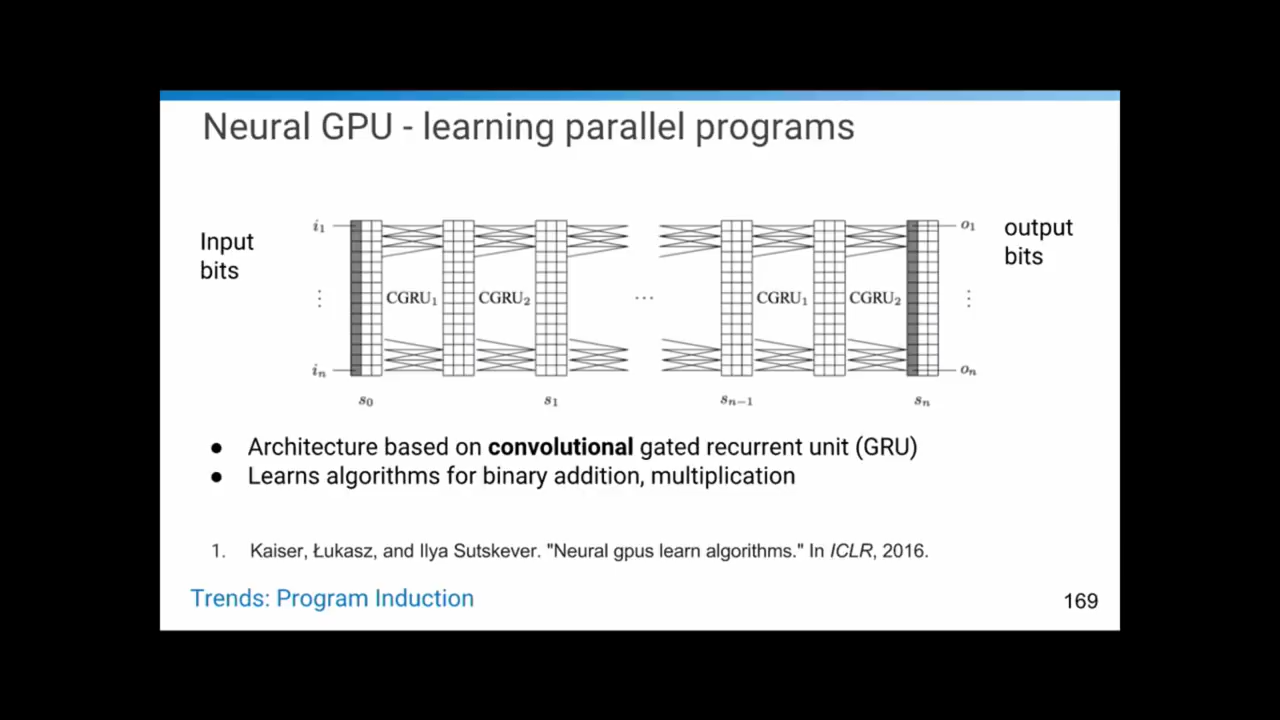 Neural GPU - learning parallel programs
Input
bits
i1
⋮
in
CGRU1
CGRU2
...
CGRU1
CGRU2
o1
⋮
on
output
bits
s0
s1
sn−1
sn
● Architecture based on convolutional gated recurrent unit (GRU)
● Learns algorithms for binary addition, multiplication
1. Kaiser, Łukasz, and Ilya Sutskever. "Neural gpus learn algorithms." In ICLR, 2016.
Trends: Program Induction
169